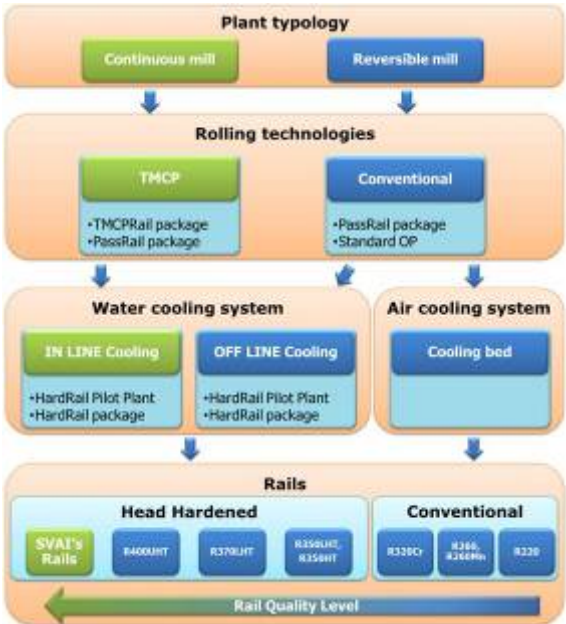 Plant typology
Continuous mill
Reversible mill
Rolling technologies
TMCP
•TMCPRail package
•PassRail package
Conventional
•PassRail package
•Standard OP
Water cooling system
Air cooling system
IN LINE Cooling
•HardRail Pilot Plant
•HardRail package
OFF LINE Cooling
•HardRail Pilot Plant
•HardRail package
Cooling bed
Rails
Head Hardened
Conventional
SVAI's
Rails
R400UHT
R370LHT
R350LHT,
R350HT
R320Cr
R260,
R260Mn
R220
Rail Quality Level